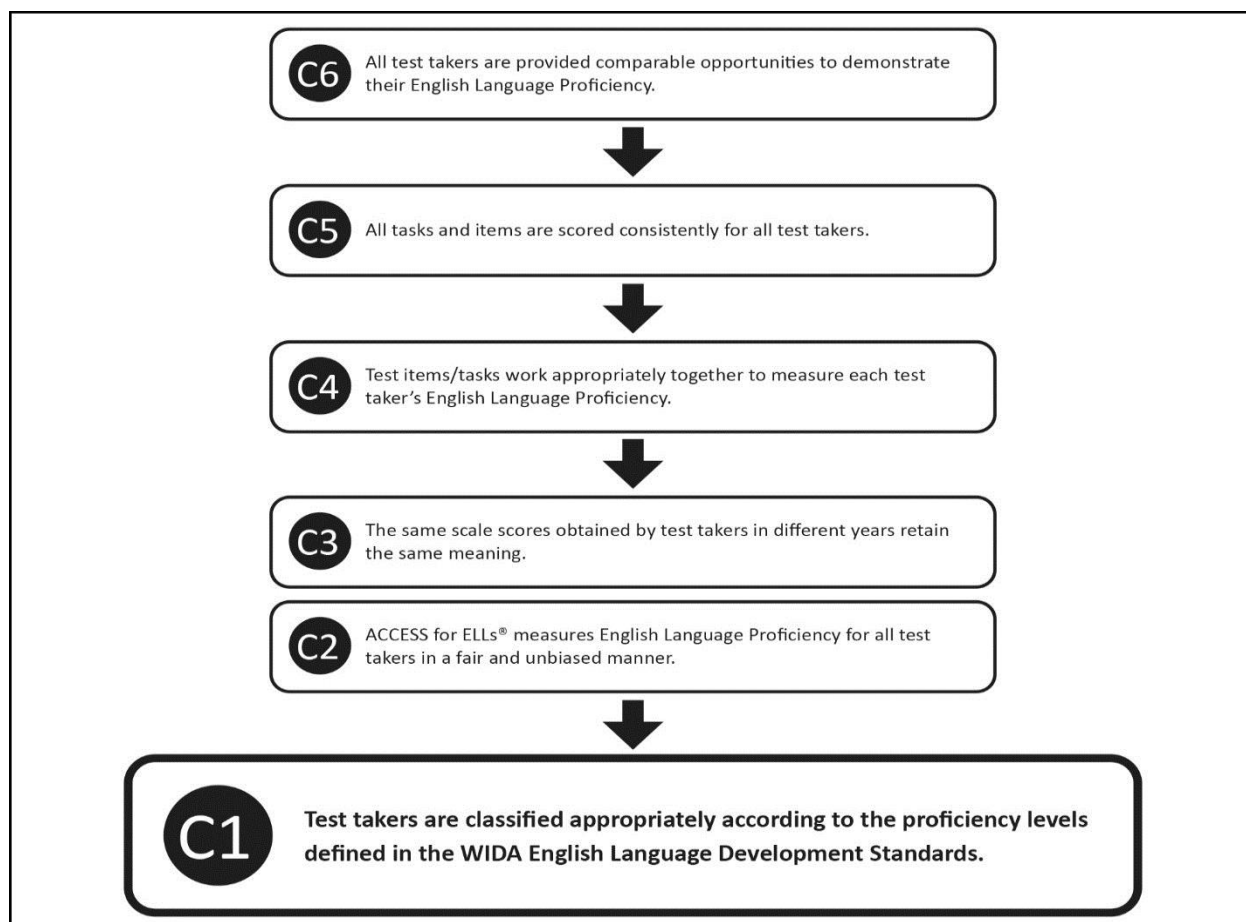 C6
All test takers are provided comparable opportunities to demonstrate
their English Language Proficiency.
C5
All tasks and items are scored consistently for all test takers.
C4
Test items/tasks work appropriately together to measure each test
taker’s English Language Proficiency.
C3
The same scale scores obtained by test takers in different years retain
the same meaning.
C2
ACCESS for ELLs® measures English Language Proficiency for all test
takers in a fair and unbiased manner.
C1
Test takers are classified appropriately according to the proficiency levels
defined in the WIDA English Language Development Standards.